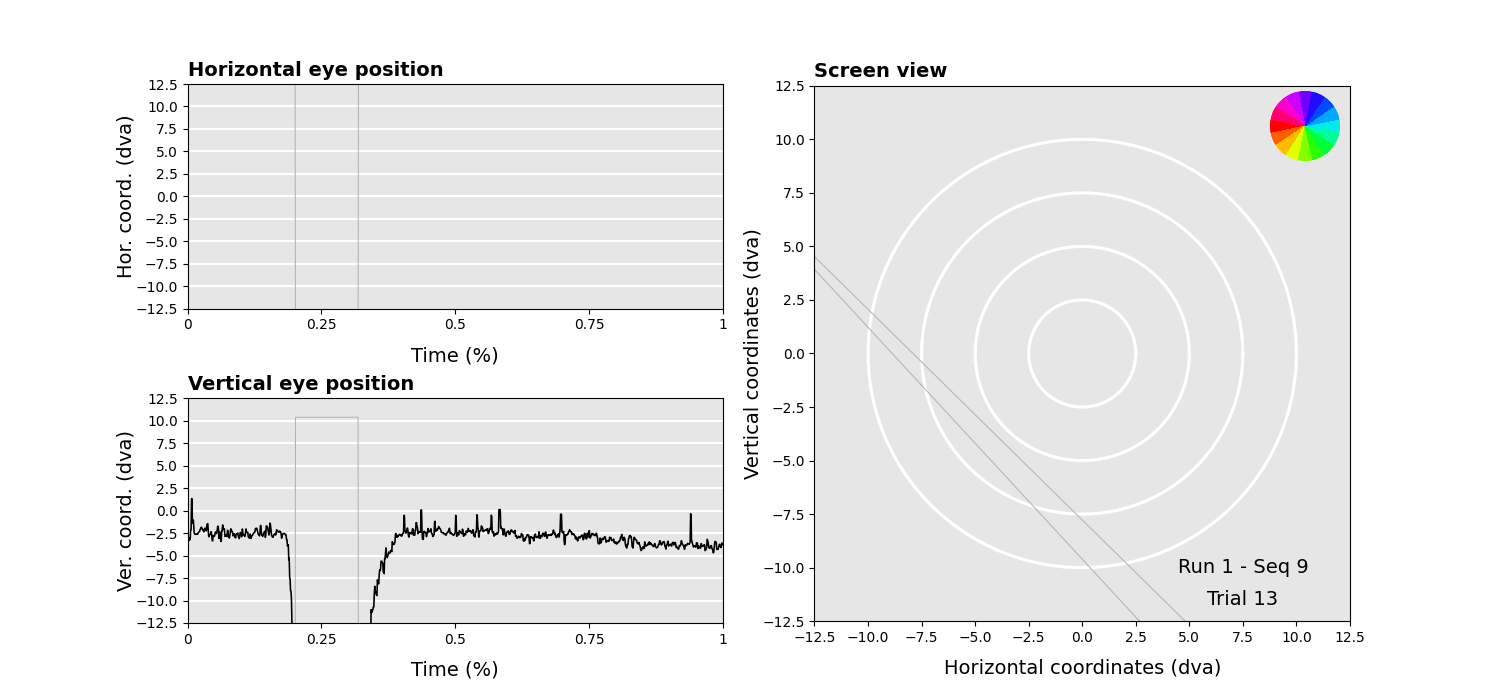 Horizontal eye position
Hor. coord. (dva)
12.5
10.0
7.5
5.0
2.5
0.0
−2.5
−5.0
−7.5
−10.0
−12.5
0 0.25 0.5 0.75 1
Time (%)
Vertical eye position
Ver. coord. (dva)
12.5
10.0
7.5
5.0
2.5
0.0
−2.5
−5.0
−7.5
−10.0
−12.5
0 0.25 0.5 0.75 1
Time (%)
Screen view
Vertical coordinates (dva)
12.5
10.0
7.5
5.0
2.5
0.0
−2.5
−5.0
−7.5
−10.0
−12.5
Run 1 - Seq 9
Trial 13
−12.5 −10.0 −7.5 −5.0 −2.5 0.0 2.5 5.0 7.5 10.0 12.5
Horizontal coordinates (dva)